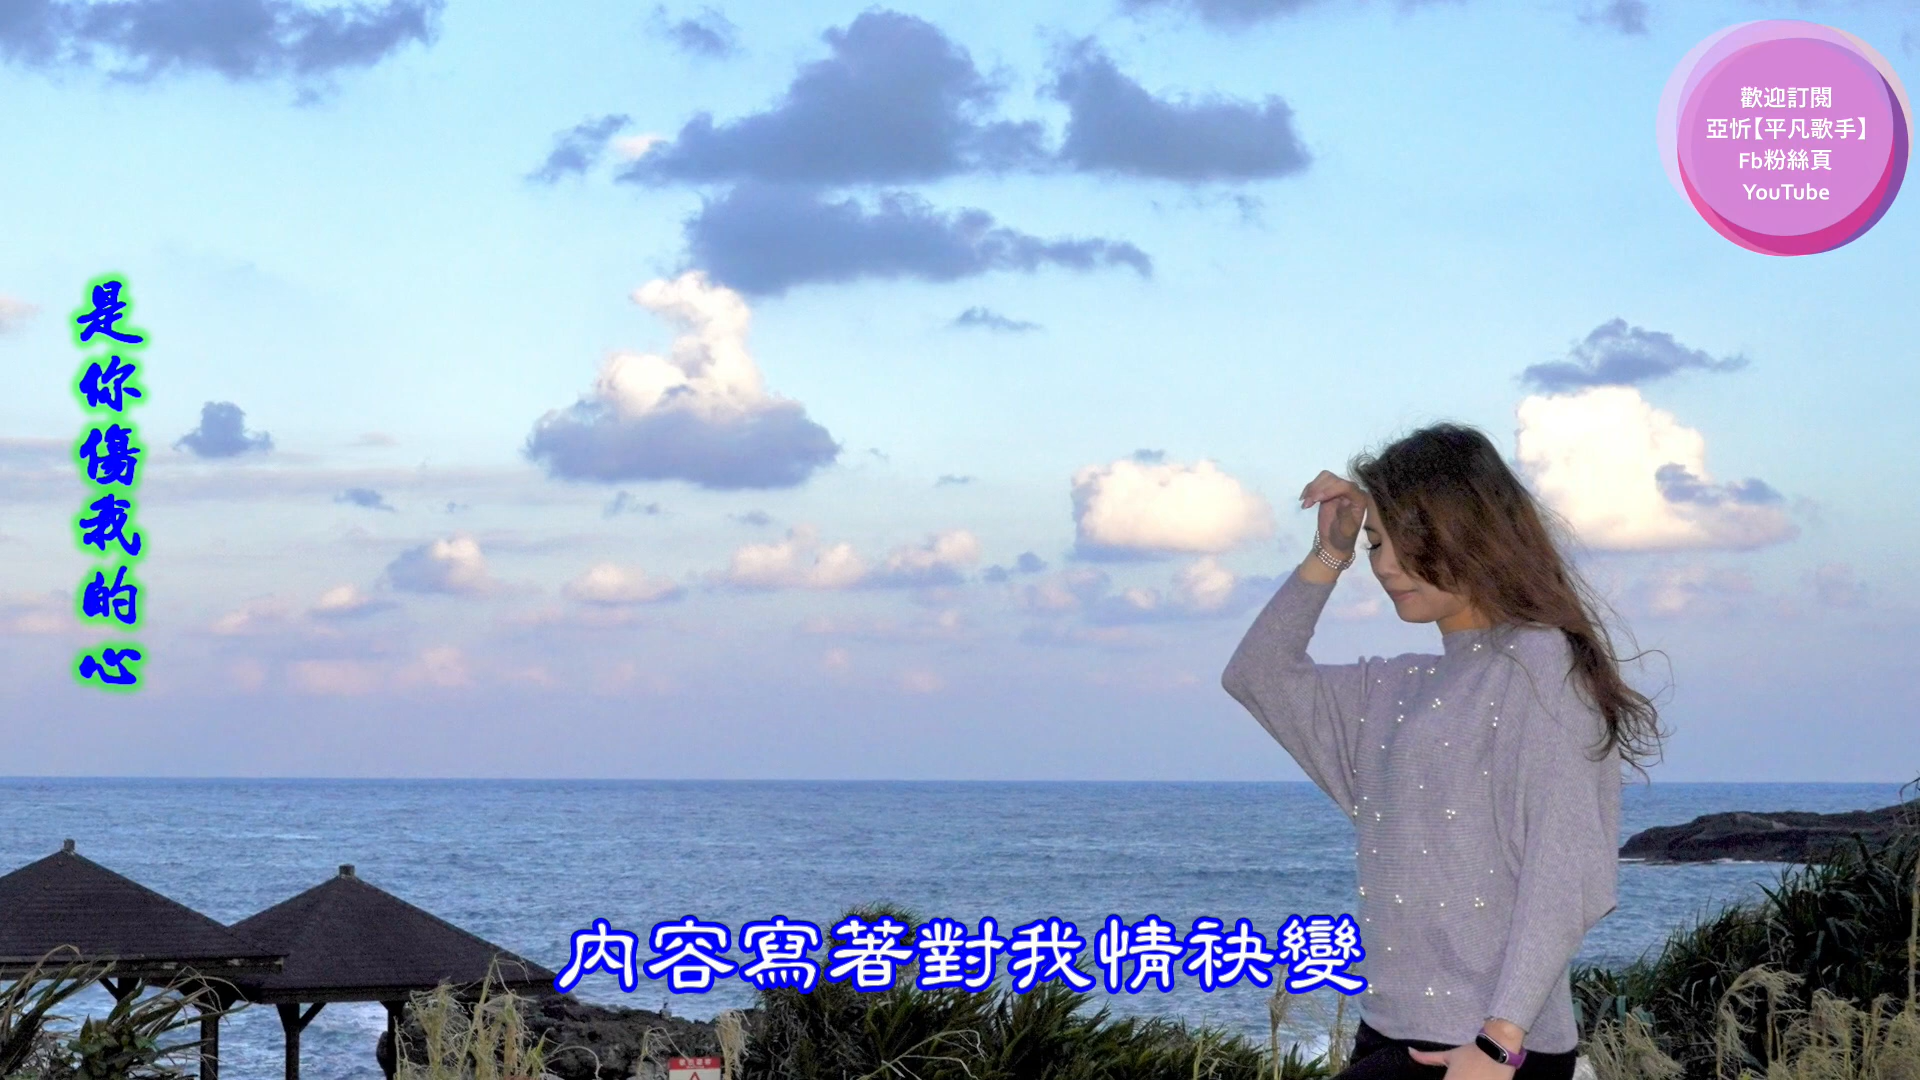 歡迎訂閱
亞忻【平凡歌手】
Fb粉絲頁
YouTube
是你傷我的心
內容寫著對我情袂變